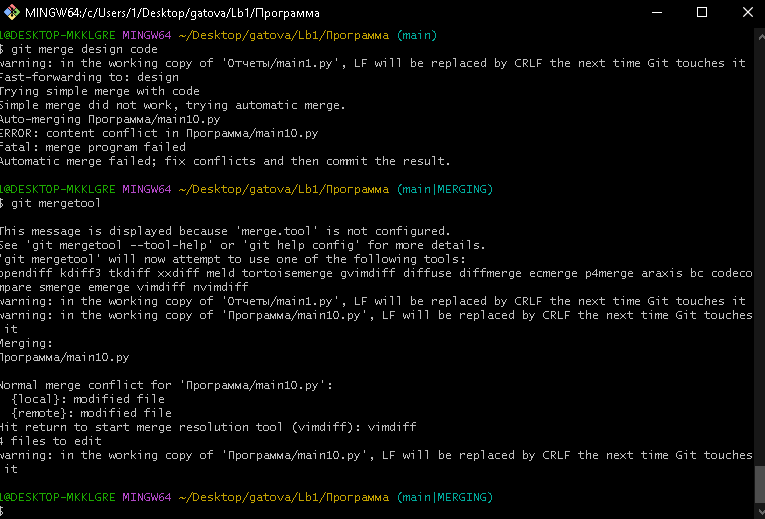 MINGW64:/c/Users/1/Desktop/gatova/Lb1/Программа
1@DESKTOP-MKKLGRE MINGW64 ~/Desktop/gatova/Lb1/Программа (main)
$ git merge design code
warning: in the working copy of 'Отчеты/main1.py', LF will be replaced by CRLF the next time Git touches it
Fast-forwarding to: design
Trying simple merge with code
Simple merge did not work, trying automatic merge.
Auto-merging Программа/main10.py
ERROR: content conflict in Программа/main10.py
fatal: merge program failed
Automatic merge failed; fix conflicts and then commit the result.
1@DESKTOP-MKKLGRE MINGW64 ~/Desktop/gatova/Lb1/Программа (main|MERGING)
$ git mergetool
This message is displayed because 'merge.tool' is not configured.
See 'git mergetool --tool-help' or 'git help config' for more details.
'git mergetool' will now attempt to use one of the following tools:
opendiff kdiff3 tkdiff xxdiff meld tortoisemerge gvimdiff diffuse diffmerge ecmerge p4merge araxis bc codeco
mpare smerge emerge vimdiff nvimdiff
warning: in the working copy of 'Отчеты/main1.py', LF will be replaced by CRLF the next time Git touches it
warning: in the working copy of 'Программа/main10.py', LF will be replaced by CRLF the next time Git touches
it
Merging:
Программа/main10.py
Normal merge conflict for 'Программа/main10.py':
{local}: modified file
{remote}: modified file
Hit return to start merge resolution tool (vimdiff): vimdiff
4 files to edit
warning: in the working copy of 'Программа/main10.py', LF will be replaced by CRLF the next time Git touches
it
1@DESKTOP-MKKLGRE MINGW64 ~/Desktop/gatova/Lb1/Программа (main|MERGING)
$